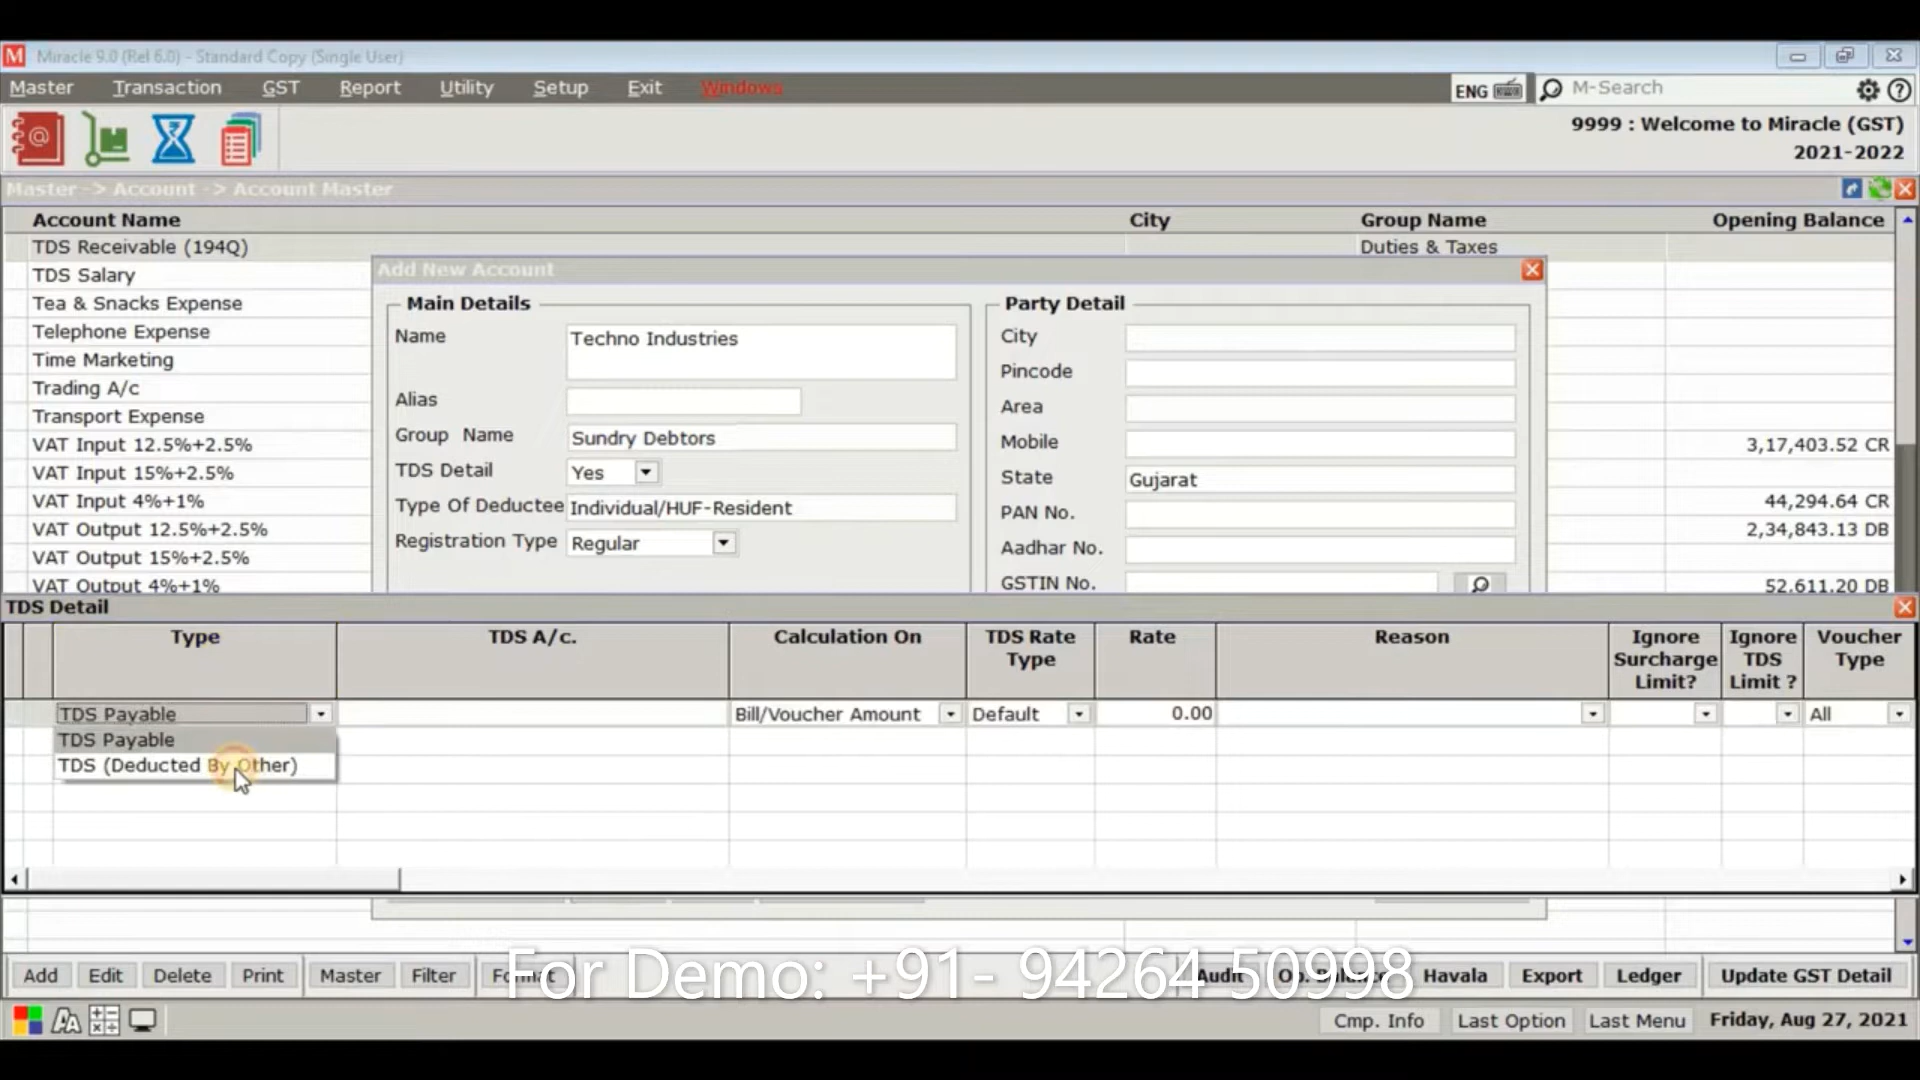 Miracle 9.0 (Rel 6.0) - Standard Copy (Single User)
Master Transaction GST Report Utility Setup Exit Windows ENG M-Search
9999 : Welcome to Miracle (GST)
2021-2022
Master -> Account -> Account Master
Account Name City Group Name Opening Balance
TDS Receivable (194Q) Duties & Taxes
TDS Salary
Tea & Snacks Expense
Telephone Expense
Time Marketing
Trading A/c
Transport Expense
VAT Input 12.5%+2.5% 3,17,403.52 CR
VAT Input 15%+2.5%
VAT Input 4%+1% 44,294.64 CR
VAT Output 12.5%+2.5% 2,34,843.13 DB
VAT Output 15%+2.5%
VAT Output 4%+1% 52,611.20 DB
Add New Account
Main Details
Name Techno Industries
Alias
Group Name Sundry Debtors
TDS Detail Yes
Type Of Deductee Individual/HUF-Resident
Registration Type Regular
Party Detail
City
Pincode
Area
Mobile
State Gujarat
PAN No.
Aadhar No.
GSTIN No.
TDS Detail
Type TDS A/c. Calculation On TDS Rate Type Rate Reason Ignore Surcharge Limit? Ignore TDS Limit ? Voucher Type
TDS Payable Bill/Voucher Amount Default 0.00 All
TDS Payable
TDS (Deducted By Other)
Add Edit Delete Print Master Filter Format Audit Op. Havala Export Ledger Update GST Detail
For Demo: +91- 94264 50998
Cmp. Info Last Option Last Menu Friday, Aug 27, 2021